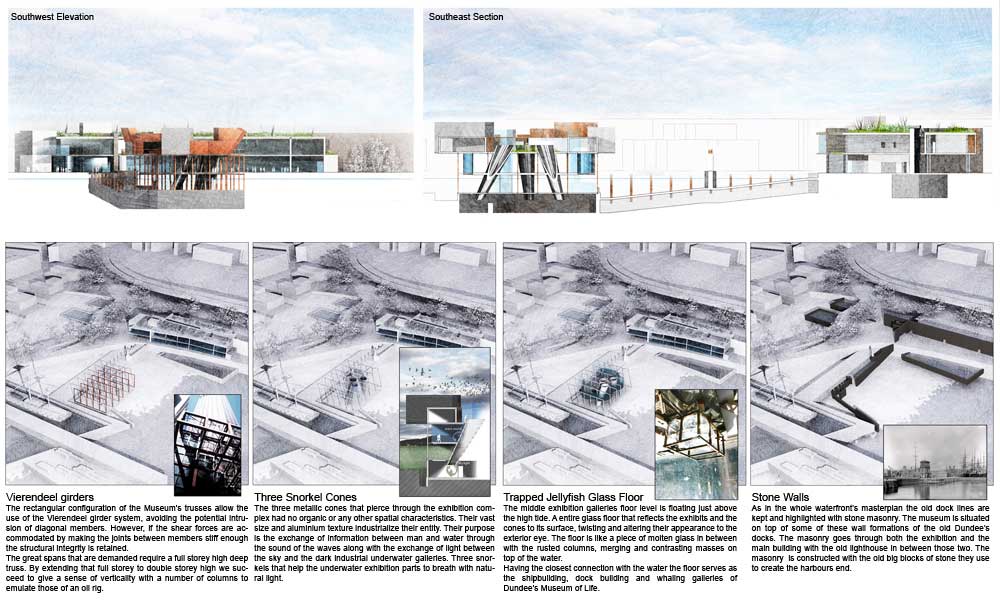 Southwest Elevation
Southeast Section
Vierendeel girders
The rectangular configuration of the Museum's trusses allow the
use of the Vierendeel girder system, avoiding the potential intru-
sion of diagonal members. However, if the shear forces are ac-
commodated by making the joints between members stiff enough
the structural integrity is retained.
The great spans that are demanded require a full storey high deep
truss. By extending that full storey to double storey high we suc-
ceed to give a sense of verticality with a number of columns to
emulate those of an oil rig.
Three Snorkel Cones
The three metallic cones that pierce through the exhibition com-
plex had no organic or any other spatial characteristics. Their vast
size and aluminium texture industrialize their entity. Their purpose
is the exchange of information between man and water through
the sound of the waves along with the exchange of light between
the sky and the dark industrial underwater galleries. Three snor-
kels that help the underwater exhibition parts to breath with natu-
ral light.
Trapped Jellyfish Glass Floor
The middle exhibition galleries floor level is floating just above
the high tide. A entire glass floor that reflects the exhibits and the
cones to its surface, twisting and altering their appearance to the
exterior eye. The floor is like a piece of molten glass in between
with the rusted columns, merging and contrasting masses on
top of the water.
Having the closest connection with the water the floor serves as
the shipbuilding, dock building and whaling galleries of
Dundee's Museum of Life.
Stone Walls
As in the whole waterfront's masterplan the old dock lines are
kept and highlighted with stone masonry. The museum is situated
on top of some of these wall formations of the old Dundee's
docks. The masonry goes through both the exhibition and the
main building with the old lighthouse in between those two. The
masonry is constructed with the old big blocks of stone they use
to create the harbours end.